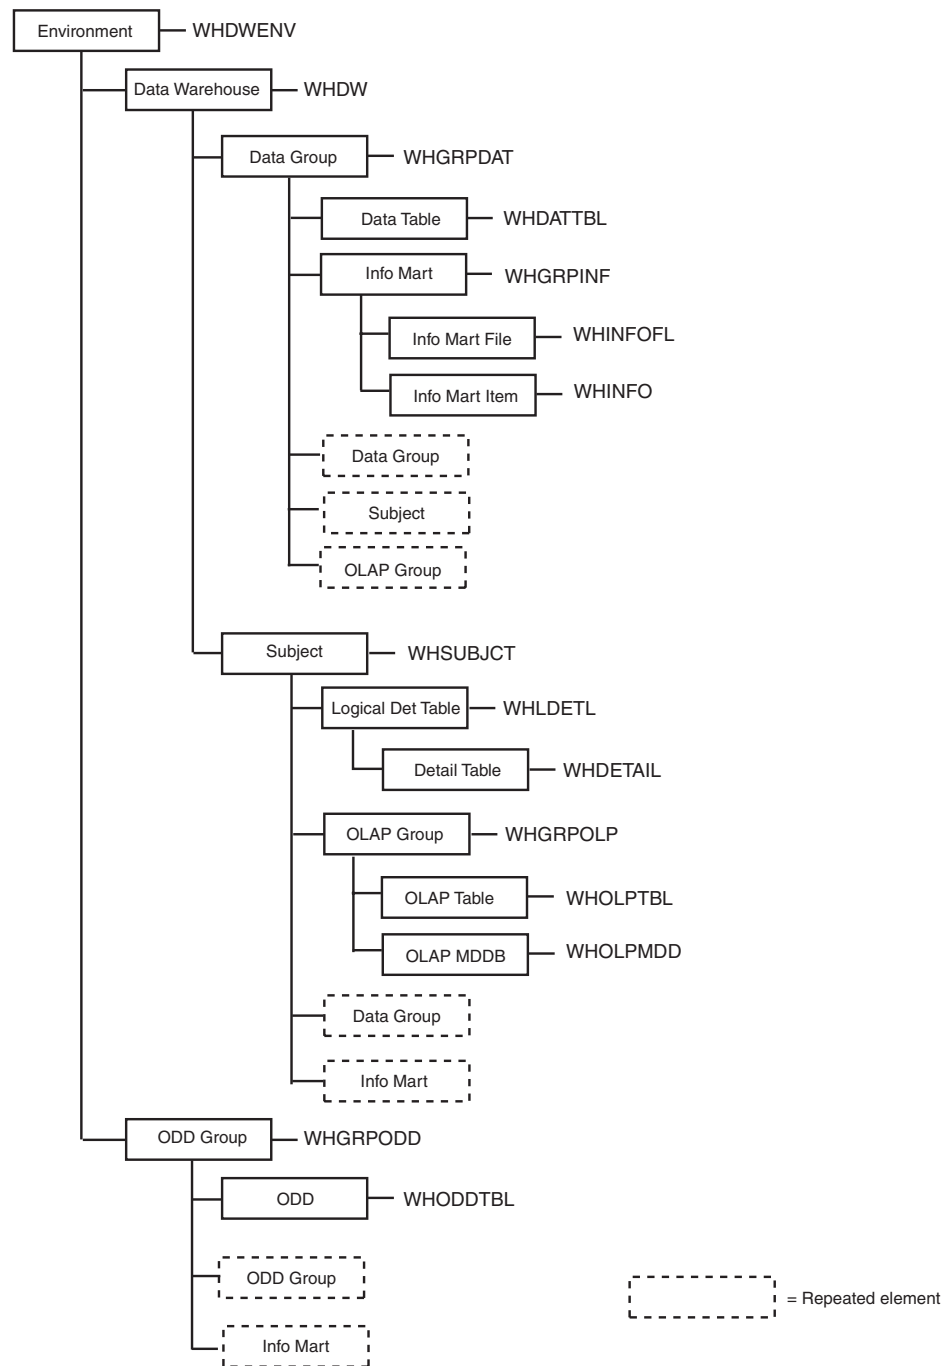 Environment WHDWENV
Data Warehouse WHDW
Data Group WHGRPDAT
Data Table WHDATTBL
Info Mart WHGRPINF
Info Mart File WHINFOFL
Info Mart Item WHINFO
Data Group
Subject
OLAP Group
Subject WHSUBJCT
Logical Det Table WHLDETL
Detail Table WHDETAIL
OLAP Group WHGRPOLP
OLAP Table WHOLPTBL
OLAP MDDB WHOLPMDD
Data Group
Info Mart
ODD Group WHGRPODD
ODD WHODDTBL
ODD Group
= Repeated element
Info Mart